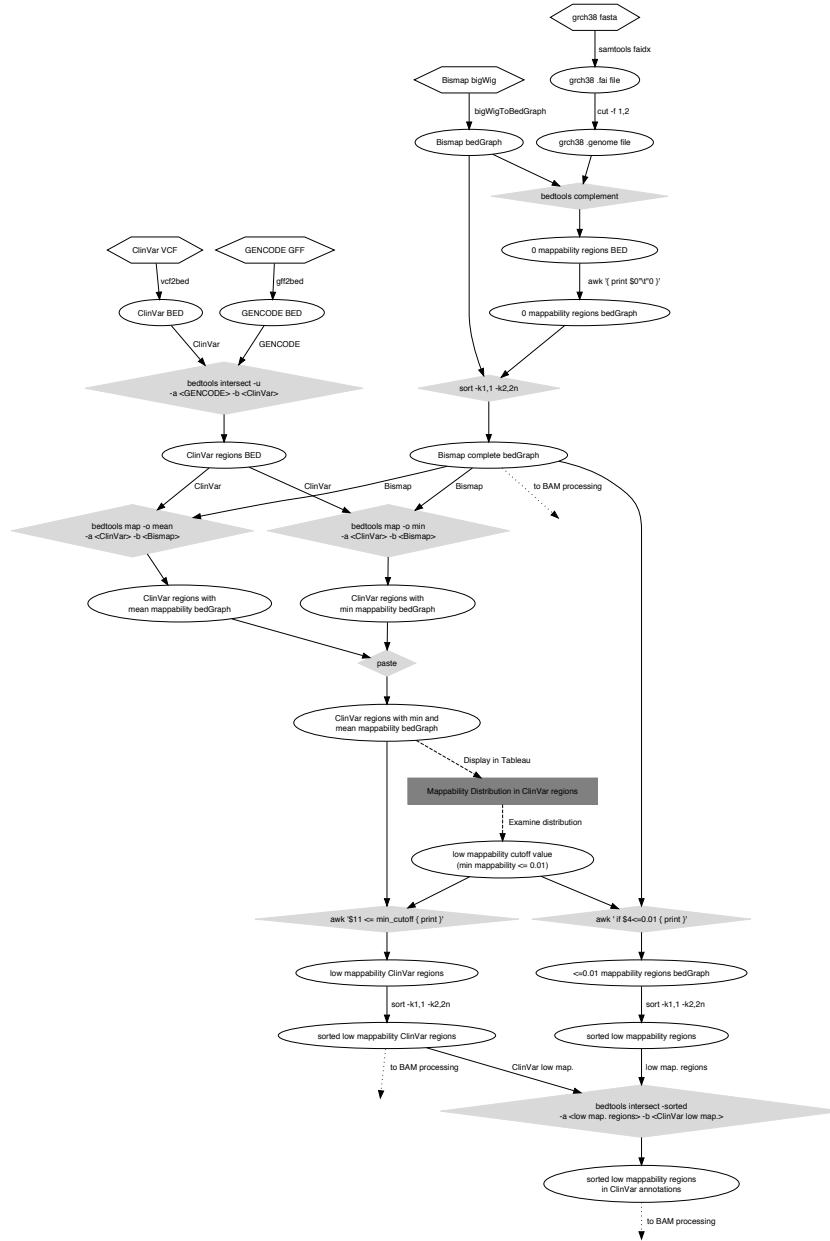 grch38 fasta
samtools faidx
Bismap bigWig
grch38 .fai file
bigWigToBedGraph
cut -f 1,2
Bismap bedGraph
grch38 .genome file
bedtools complement
ClinVar VCF
GENCODE GFF
0 mappability regions BED
vcf2bed
gff2bed
awk '{ print $0"\t"0 }'
ClinVar BED
GENCODE BED
0 mappability regions bedGraph
ClinVar
GENCODE
bedtools intersect -u
-a <GENCODE> -b <ClinVar>
sort -k1,1 -k2,2n
ClinVar regions BED
Bismap complete bedGraph
ClinVar
ClinVar
Bismap
Bismap
to BAM processing
bedtools map -o mean
-a <ClinVar> -b <Bismap>
bedtools map -o min
-a <ClinVar> -b <Bismap>
ClinVar regions with
mean mappability bedGraph
ClinVar regions with
min mappability bedGraph
paste
ClinVar regions with min and
mean mappability bedGraph
Display in Tableau
Mappability Distribution in ClinVar regions
Examine distribution
low mappability cutoff value
(min mappability <= 0.01)
awk '$11 <= min_cutoff { print }'
awk ' if $4<=0.01 { print }'
low mappability ClinVar regions
<=0.01 mappability regions bedGraph
sort -k1,1 -k2,2n
sort -k1,1 -k2,2n
sorted low mappability ClinVar regions
sorted low mappability regions
to BAM processing
ClinVar low map.
low map. regions
bedtools intersect -sorted
-a <low map. regions> -b <ClinVar low map.>
sorted low mappability regions
in ClinVar annotations
to BAM processing